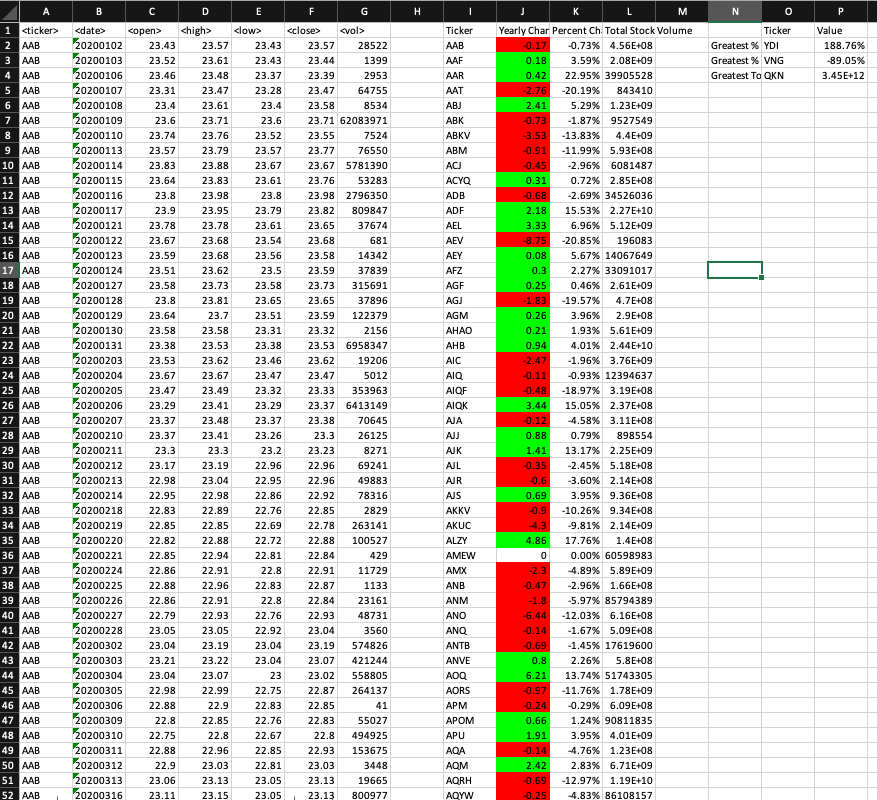 A B C D E F G H I J K L M N O P
1 <ticker> <date> <open> <high> <low> <close> <vol> Ticker Yearly Chan Percent Ch Total Stock Volume Ticker Value
2 AAB 20200102 23.43 23.57 23.43 23.57 28522 AAB -0.17 -0.73% 4.56E+08 Greatest % YDI 188.76%
3 AAB 20200103 23.52 23.61 23.43 23.44 1399 AAF 0.18 3.59% 2.08E+09 Greatest % VNG -89.05%
4 AAB 20200106 23.46 23.48 23.37 23.39 2953 AAR 0.42 22.95% 39905528 Greatest To QKN 3.45E+12
5 AAB 20200107 23.31 23.47 23.28 23.47 64755 AAT -2.76 -20.19% 843410
6 AAB 20200108 23.4 23.61 23.4 23.58 8534 ABJ 2.41 5.29% 1.23E+09
7 AAB 20200109 23.6 23.71 23.6 23.71 62083971 ABK -0.73 -1.87% 9527549
8 AAB 20200110 23.74 23.76 23.52 23.55 7524 ABKV -3.53 -13.83% 4.4E+09
9 AAB 20200113 23.57 23.79 23.57 23.77 76550 ABM -0.91 -11.99% 5.93E+08
10 AAB 20200114 23.83 23.88 23.67 23.67 5781390 ACJ -0.45 -2.96% 6081487
11 AAB 20200115 23.64 23.83 23.61 23.76 53283 ACYQ 0.31 0.72% 2.85E+08
12 AAB 20200116 23.8 23.98 23.8 23.98 2796350 ADB -0.68 -2.69% 34526036
13 AAB 20200117 23.9 23.95 23.79 23.82 809847 ADF 2.18 15.53% 2.27E+10
14 AAB 20200121 23.78 23.78 23.61 23.65 37674 AEL 3.33 6.96% 5.12E+09
15 AAB 20200122 23.67 23.68 23.54 23.68 681 AEV -8.75 -20.85% 196083
16 AAB 20200123 23.59 23.68 23.56 23.58 14342 AEY 0.08 5.67% 14067649
17 AAB 20200124 23.51 23.62 23.5 23.59 37839 AFZ 0.3 2.27% 33091017
18 AAB 20200127 23.58 23.73 23.58 23.73 315691 AGF 0.25 0.46% 2.61E+09
19 AAB 20200128 23.8 23.81 23.65 23.65 37896 AGJ -1.83 -19.57% 4.7E+08
20 AAB 20200129 23.64 23.7 23.51 23.59 122379 AGM 0.26 3.96% 2.9E+08
21 AAB 20200130 23.58 23.58 23.31 23.32 2156 AHAO 0.21 1.93% 5.61E+09
22 AAB 20200131 23.38 23.53 23.38 23.53 6958347 AHB 0.94 4.01% 2.44E+10
23 AAB 20200203 23.53 23.62 23.46 23.62 19206 AIC -2.47 -1.96% 3.76E+09
24 AAB 20200204 23.67 23.67 23.47 23.47 5012 AIQ -0.11 -0.93% 12394637
25 AAB 20200205 23.47 23.49 23.32 23.33 353963 AIQF -0.48 -18.97% 3.19E+08
26 AAB 20200206 23.29 23.41 23.29 23.37 6413149 AIQK 3.44 15.05% 2.37E+08
27 AAB 20200207 23.37 23.48 23.37 23.38 70645 AJA -0.12 -4.58% 3.11E+08
28 AAB 20200210 23.37 23.41 23.26 23.3 26125 AJJ 0.88 0.79% 898554
29 AAB 20200211 23.3 23.3 23.2 23.23 8271 AJK 1.41 13.17% 2.25E+09
30 AAB 20200212 23.17 23.19 22.96 22.96 69241 AJL -0.35 -2.45% 5.18E+08
31 AAB 20200213 22.98 23.04 22.95 22.96 49883 AJR -0.6 -3.60% 2.14E+08
32 AAB 20200214 22.95 22.98 22.86 22.92 78316 AJS 0.69 3.95% 9.36E+08
33 AAB 20200218 22.83 22.89 22.76 22.85 2829 AKKV -0.9 -10.26% 9.34E+08
34 AAB 20200219 22.85 22.85 22.69 22.78 263141 AKUC -4.3 -9.81% 2.14E+09
35 AAB 20200220 22.82 22.88 22.72 22.88 100527 ALZY 4.86 17.76% 1.4E+08
36 AAB 20200221 22.85 22.94 22.81 22.84 429 AMEW 0 0.00% 60598983
37 AAB 20200224 22.86 22.91 22.8 22.91 11729 AMX -2.3 -4.89% 5.89E+09
38 AAB 20200225 22.88 22.96 22.83 22.87 1133 ANB -0.47 -2.96% 1.66E+08
39 AAB 20200226 22.86 22.91 22.8 22.84 23161 ANM -1.8 -5.97% 85794389
40 AAB 20200227 22.79 22.93 22.76 22.93 48731 ANO -6.44 -12.03% 6.16E+08
41 AAB 20200228 23.05 23.05 22.92 23.04 3560 ANQ -0.14 -1.67% 5.09E+08
42 AAB 20200302 23.04 23.19 23.04 23.19 574826 ANTB -0.69 -1.45% 17619600
43 AAB 20200303 23.21 23.22 23.04 23.07 421244 ANVE 0.8 2.26% 5.8E+08
44 AAB 20200304 23.04 23.07 23 23.02 558805 AOQ 6.21 13.74% 51743305
45 AAB 20200305 22.98 22.99 22.75 22.87 264137 AORS -0.97 -11.76% 1.78E+09
46 AAB 20200306 22.88 22.9 22.83 22.85 41 APM -0.24 -0.29% 6.09E+08
47 AAB 20200309 22.8 22.85 22.76 22.83 55027 APOM 0.66 1.24% 90811835
48 AAB 20200310 22.75 22.8 22.67 22.8 494925 APU 1.91 3.95% 4.01E+09
49 AAB 20200311 22.88 22.96 22.85 22.93 153675 AQA -0.14 -4.76% 1.23E+08
50 AAB 20200312 22.9 23.03 22.81 23.03 3448 AQM 2.42 2.83% 6.71E+09
51 AAB 20200313 23.06 23.13 23.05 23.13 19665 AQRH -0.69 -12.97% 1.19E+10
52 AAB 20200316 23.11 23.15 23.05 23.13 800977 AQYW -0.25 -4.83% 86108157